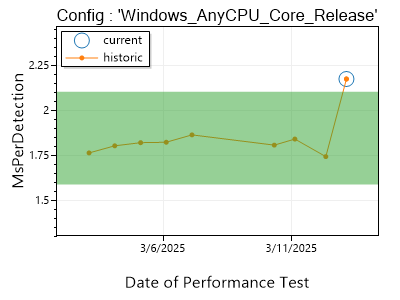 Config : 'Windows_AnyCPU_Core_Release'
current
historic
2.25
2
1.75
1.5
MsPerDetection
3/6/2025
3/11/2025
Date of Performance Test